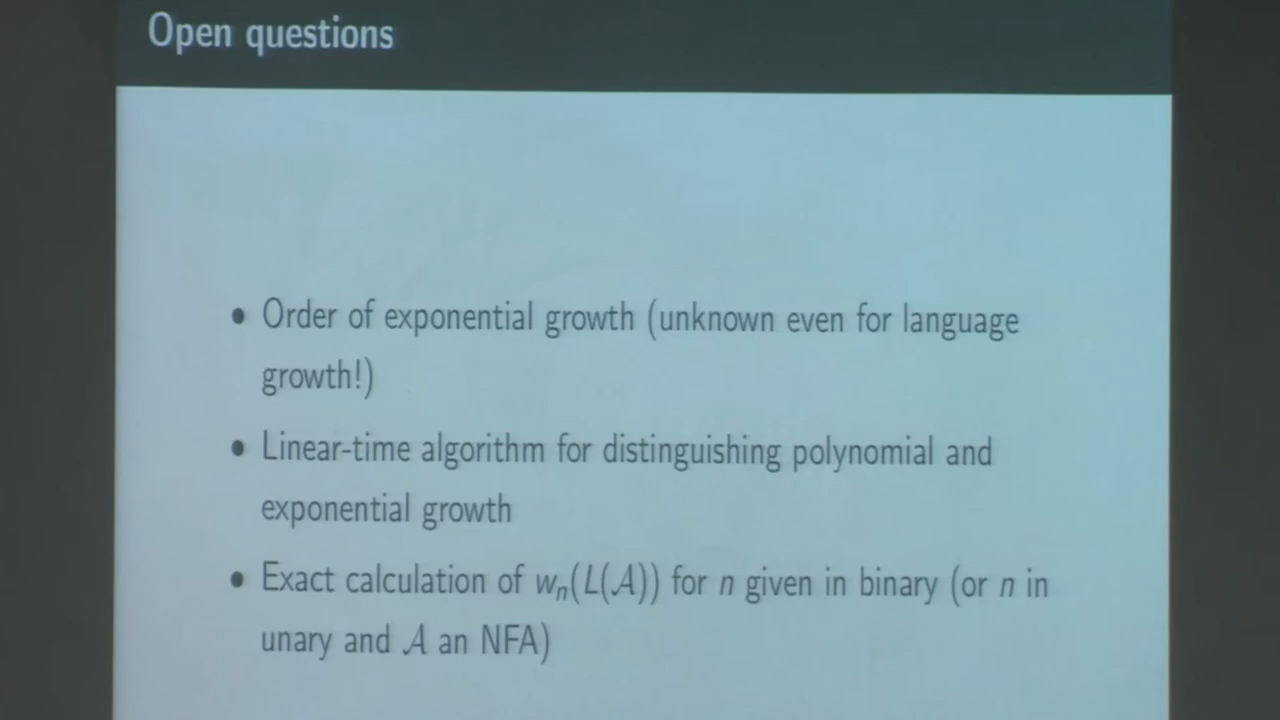 Open questions
• Order of exponential growth (unknown even for language
growth!)
• Linear-time algorithm for distinguishing polynomial and
exponential growth
• Exact calculation of wₙ(L(𝒜)) for n given in binary (or n in
unary and 𝒜 an NFA)